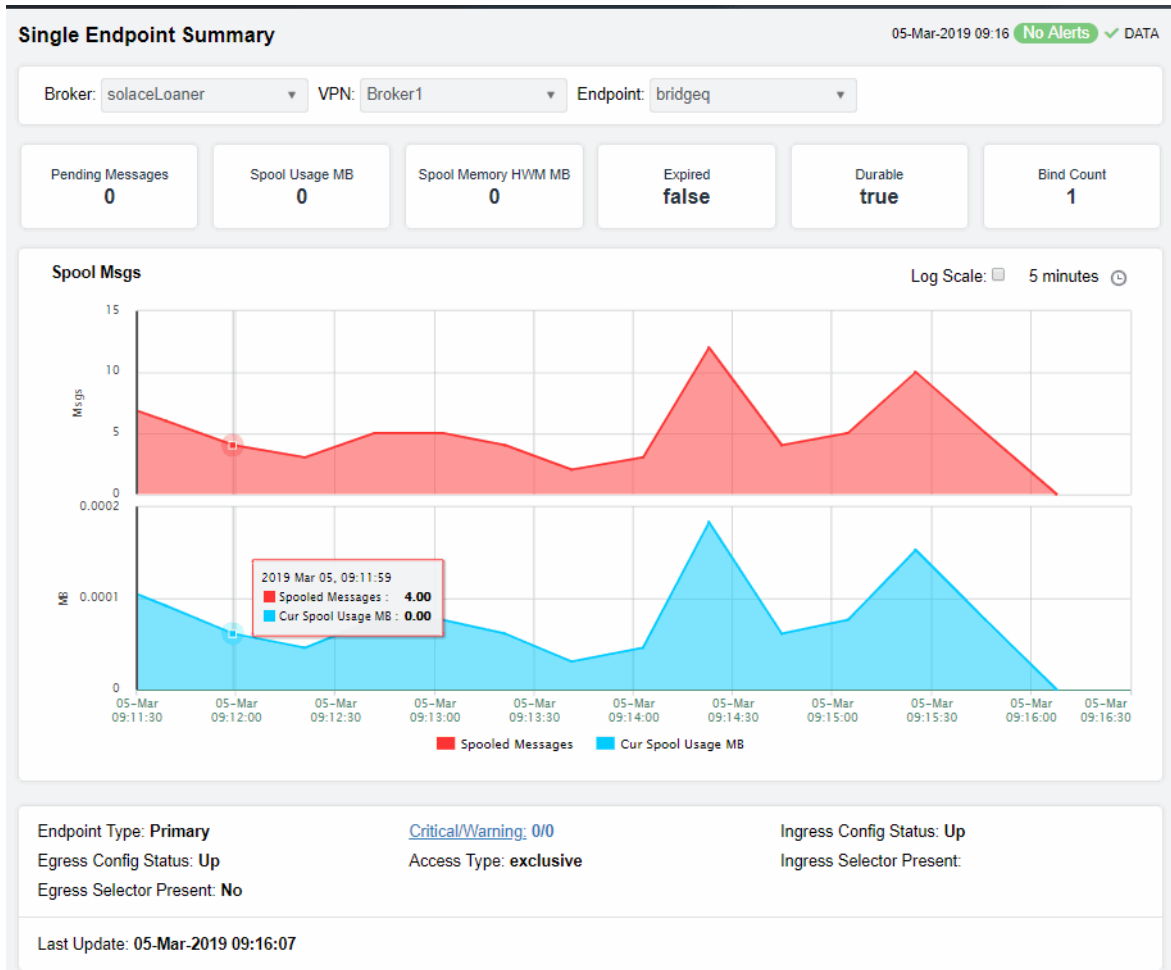 Single Endpoint Summary
05-Mar-2019 09:16 No Alerts DATA
Broker: solaceLoaner VPN: Broker1 Endpoint: bridgeq
Pending Messages
0
Spool Usage MB
0
Spool Memory HWM MB
0
Expired
false
Durable
true
Bind Count
1
Spool Msgs
Log Scale: 5 minutes
15
10
5
0
Msgs
0.0002
0.0001
0
MB
2019 Mar 05, 09:11:59
Spooled Messages : 4.00
Cur Spool Usage MB : 0.00
05-Mar 05-Mar 05-Mar 05-Mar 05-Mar 05-Mar 05-Mar 05-Mar 05-Mar 05-Mar 05-Mar
09:11:30 09:12:00 09:12:30 09:13:00 09:13:30 09:14:00 09:14:30 09:15:00 09:15:30 09:16:00 09:16:30
Spooled Messages Cur Spool Usage MB
Endpoint Type: Primary Critical/Warning: 0/0 Ingress Config Status: Up
Egress Config Status: Up Access Type: exclusive Ingress Selector Present:
Egress Selector Present: No
Last Update: 05-Mar-2019 09:16:07